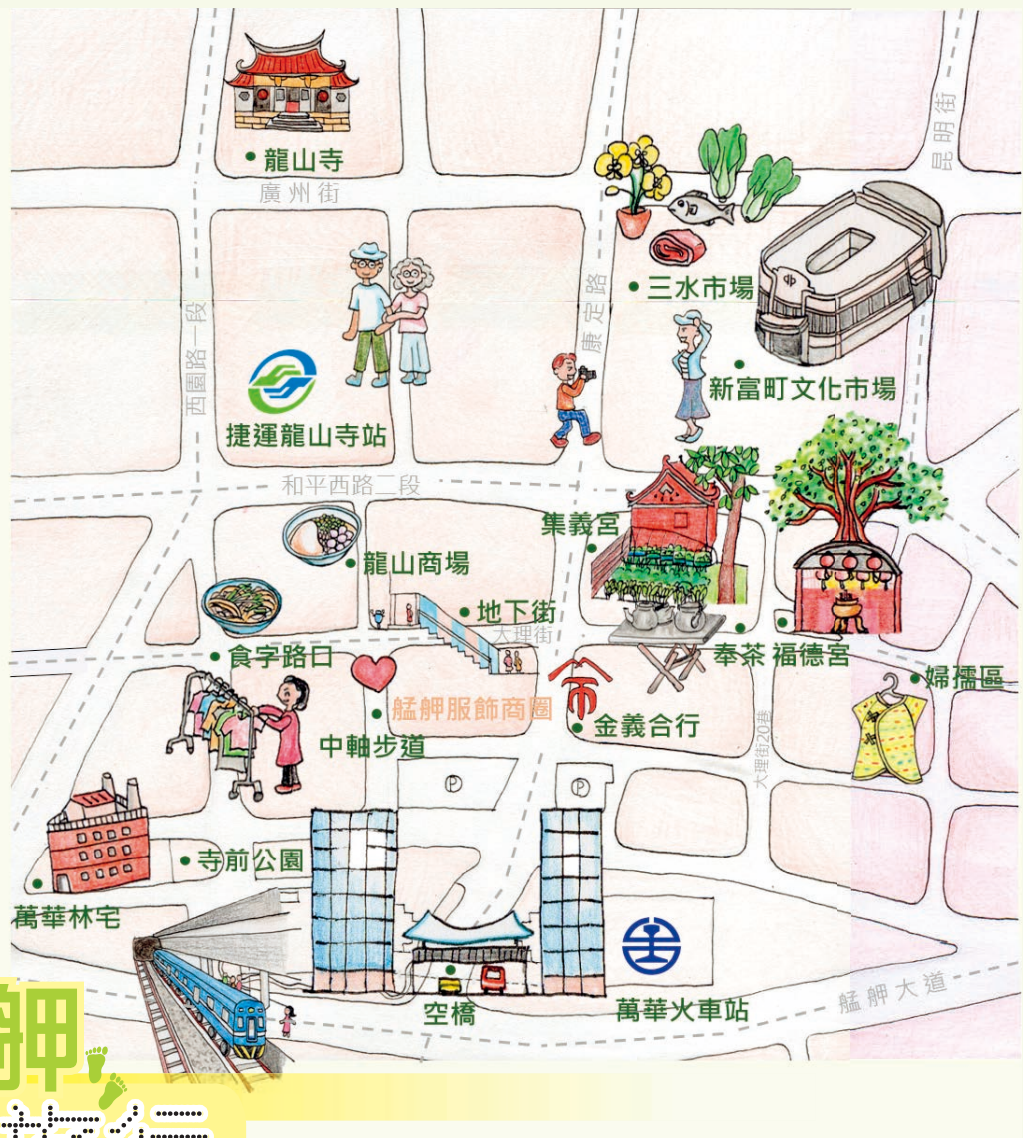 昆明街
龍山寺
廣州街
三水市場
康定路
西園路一段
新富町文化市場
捷運龍山寺站
和平西路二段
集義宮
龍山商場
地下街
大理街
食字路口
奉茶 福德宮
婦孺區
艋舺服飾商圈
金義合行
中軸步道
大理街20巷
P
P
寺前公園
萬華林宅
空橋
萬華火車站
艋舺大道
舺
旅行